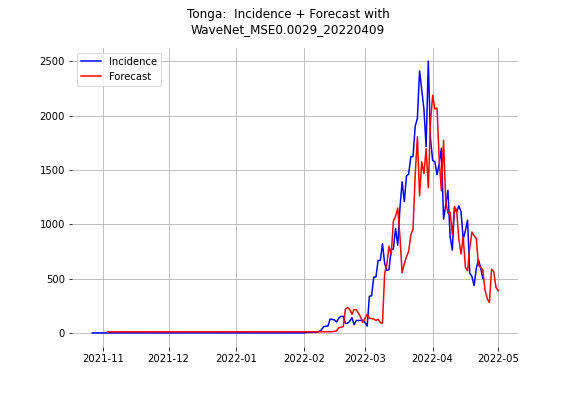 Tonga:  Incidence + Forecast with
WaveNet_MSE0.0029_20220409
Incidence
Forecast
2500
2000
1500
1000
500
0
2021-11 2021-12 2022-01 2022-02 2022-03 2022-04 2022-05